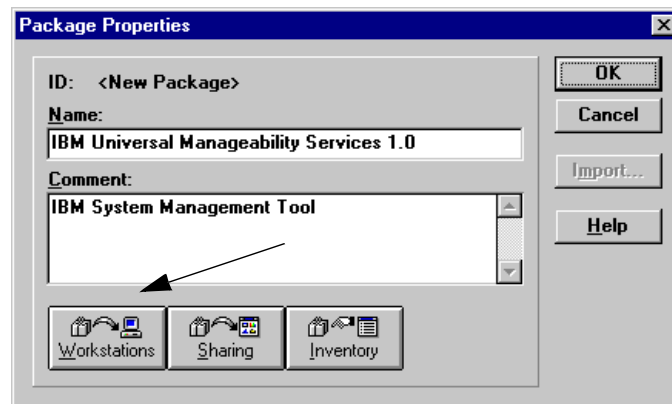 Package Properties
ID: <New Package>
Name:
IBM Universal Manageability Services 1.0
Comment:
IBM System Management Tool
Workstations
Sharing
Inventory
OK
Cancel
Import...
Help